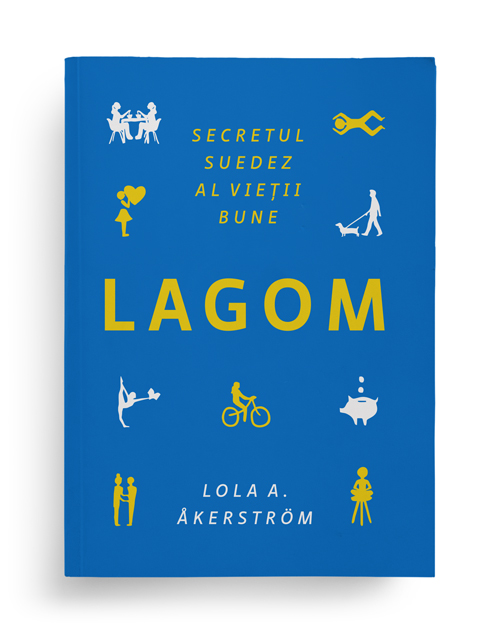 SECRETUL
SUEDEZ
AL VIEȚII
BUNE
LAGOM
LOLA A.
ÅKERSTRÖM